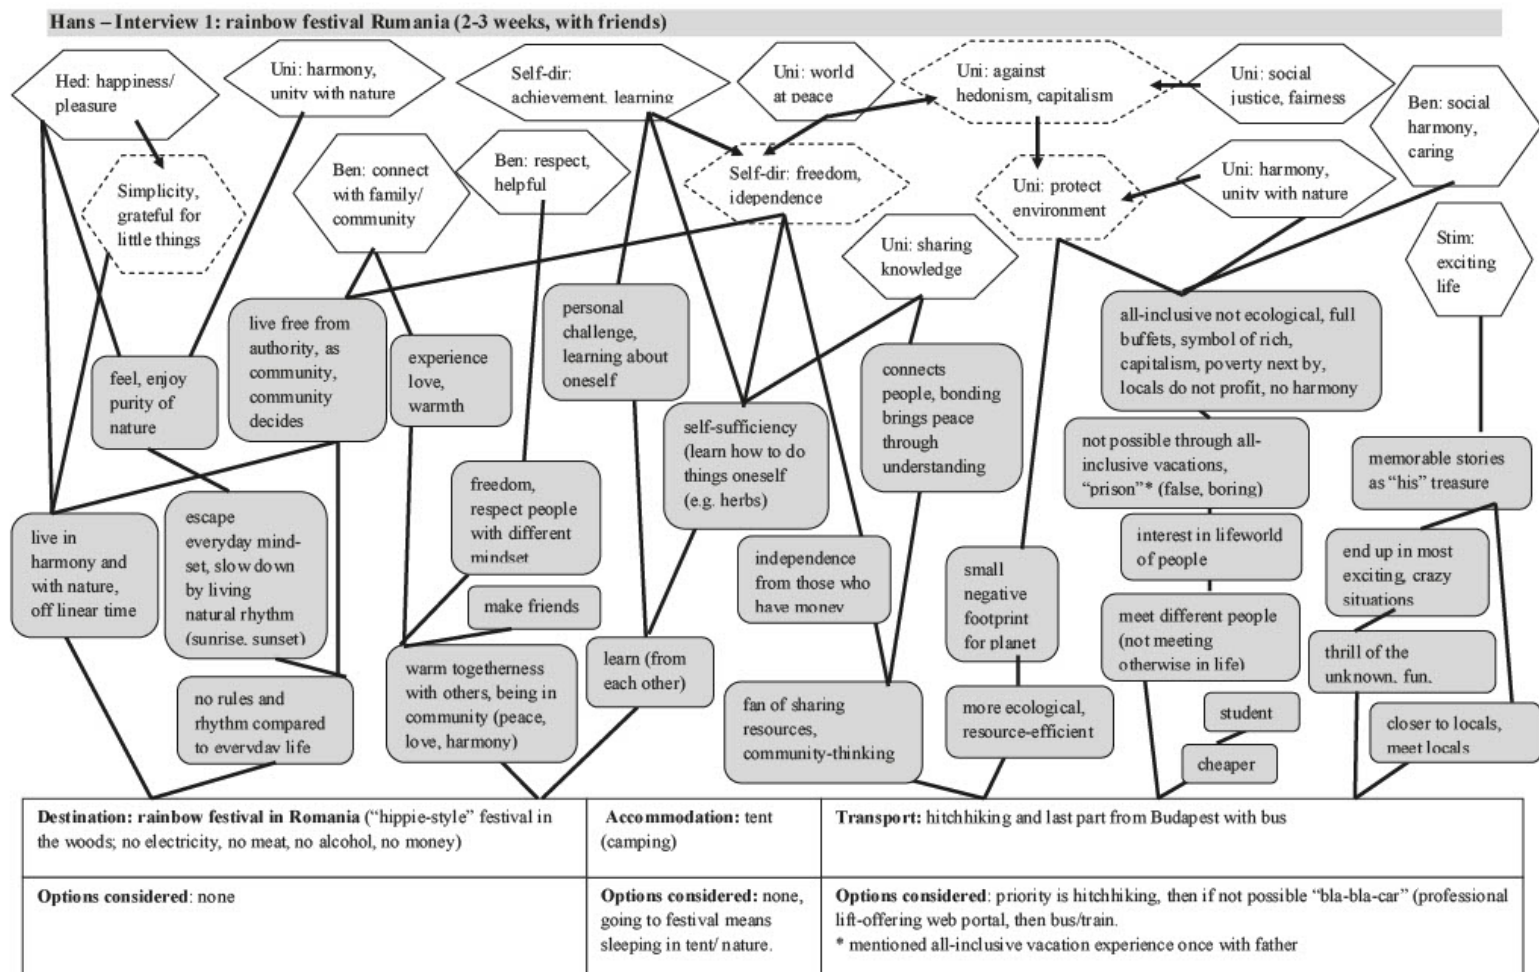 Hans – Interview 1: rainbow festival Rumania (2-3 weeks, with friends)
Hed: happiness/
pleasure
Uni: harmony,
unity with nature
Self-dir:
achievement, learning
Uni: world
at peace
Uni: against
hedonism, capitalism
Uni: social
justice, fairness
Ben: social
harmony,
caring
Simplicity,
grateful for
little things
Ben: connect
with family/
community
Ben: respect,
helpful
Self-dir: freedom,
idependence
Uni: protect
environment
Uni: harmony,
unity with nature
Uni: sharing
knowledge
Stim:
exciting
life
feel, enjoy
purity of
nature
live free from
authority, as
community,
community
decides
experience
love,
warmth
personal
challenge,
learning about
oneself
self-sufficiency
(learn how to do
things oneself
(e.g. herbs)
connects
people, bonding
brings peace
through
understanding
all-inclusive not ecological, full
buffets, symbol of rich,
capitalism, poverty next by,
locals do not profit, no harmony
not possible through all-
inclusive vacations,
“prison”* (false, boring)
memorable stories
as “his” treasure
live in
harmony and
with nature,
off linear time
escape
everyday mind-
set, slow down
by living
natural rhythm
(sunrise, sunset)
freedom,
respect people
with different
mindset
make friends
independence
from those who
have money
small
negative
footprint
for planet
interest in lifeworld
of people
end up in most
exciting, crazy
situations
meet different people
(not meeting
otherwise in life)
thrill of the
unknown, fun,
no rules and
rhythm compared
to everyday life
warm togetherness
with others, being in
community (peace,
love, harmony)
learn (from
each other)
fan of sharing
resources,
community-thinking
more ecological,
resource-efficient
student
cheaper
closer to locals,
meet locals
Destination: rainbow festival in Romania (“hippie-style” festival in
the woods; no electricity, no meat, no alcohol, no money)
Accommodation: tent
(camping)
Transport: hitchhiking and last part from Budapest with bus
Options considered: none
Options considered: none,
going to festival means
sleeping in tent/ nature.
Options considered: priority is hitchhiking, then if not possible “bla-bla-car” (professional
lift-offering web portal, then bus/train.
* mentioned all-inclusive vacation experience once with father